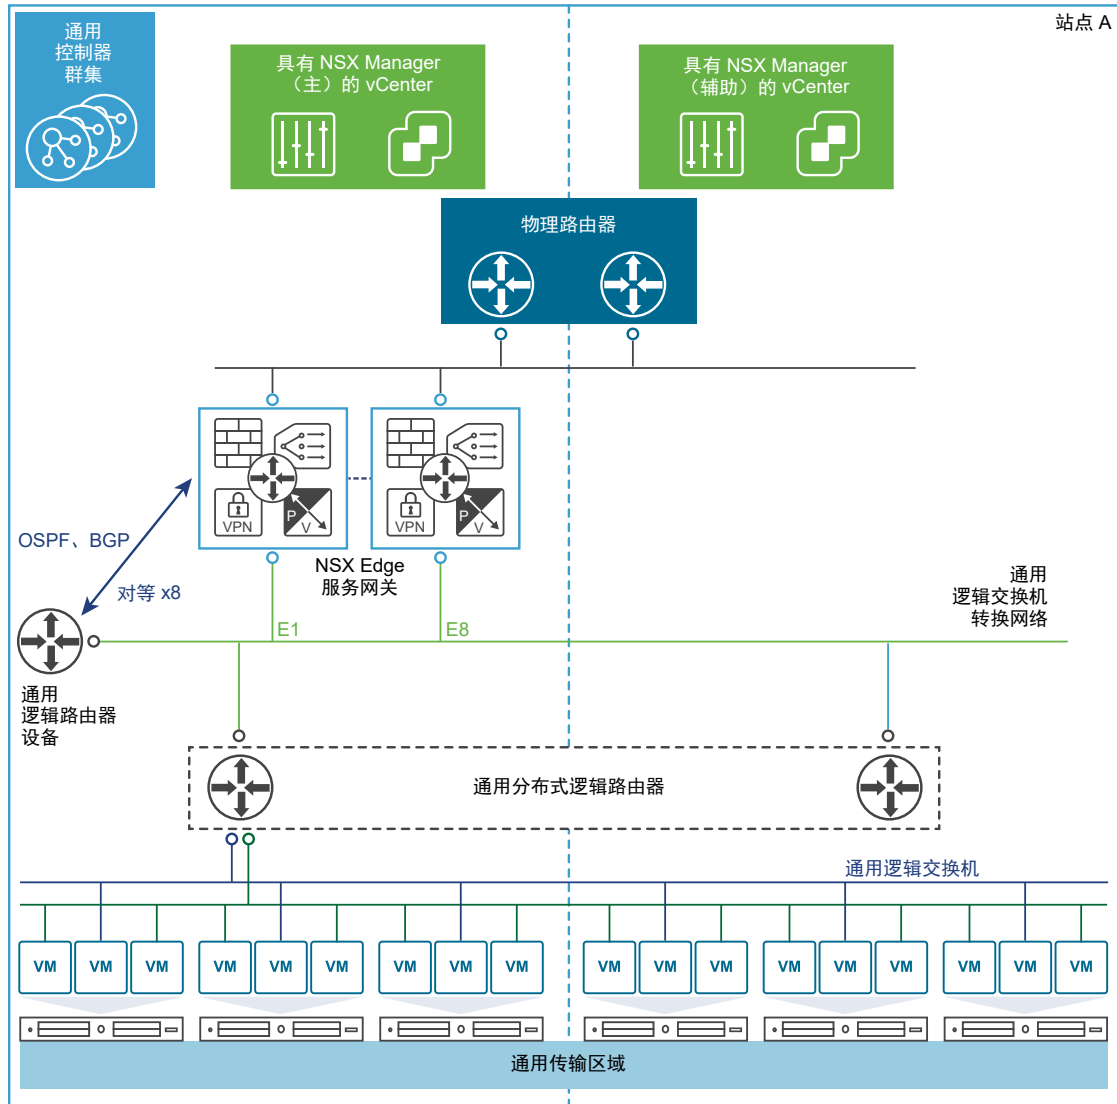 站点 A
通用
控制器
群集
具有 NSX Manager
（主）的 vCenter
具有 NSX Manager
（辅助）的 vCenter
物理路由器
VPN
P
V
VPN
P
V
OSPF、BGP
对等 x8
NSX Edge
服务网关
E1
E8
通用
逻辑交换机
转换网络
通用
逻辑路由器
设备
通用分布式逻辑路由器
通用逻辑交换机
VM VM VM VM VM VM VM VM VM VM VM VM VM VM VM VM VM VM
通用传输区域